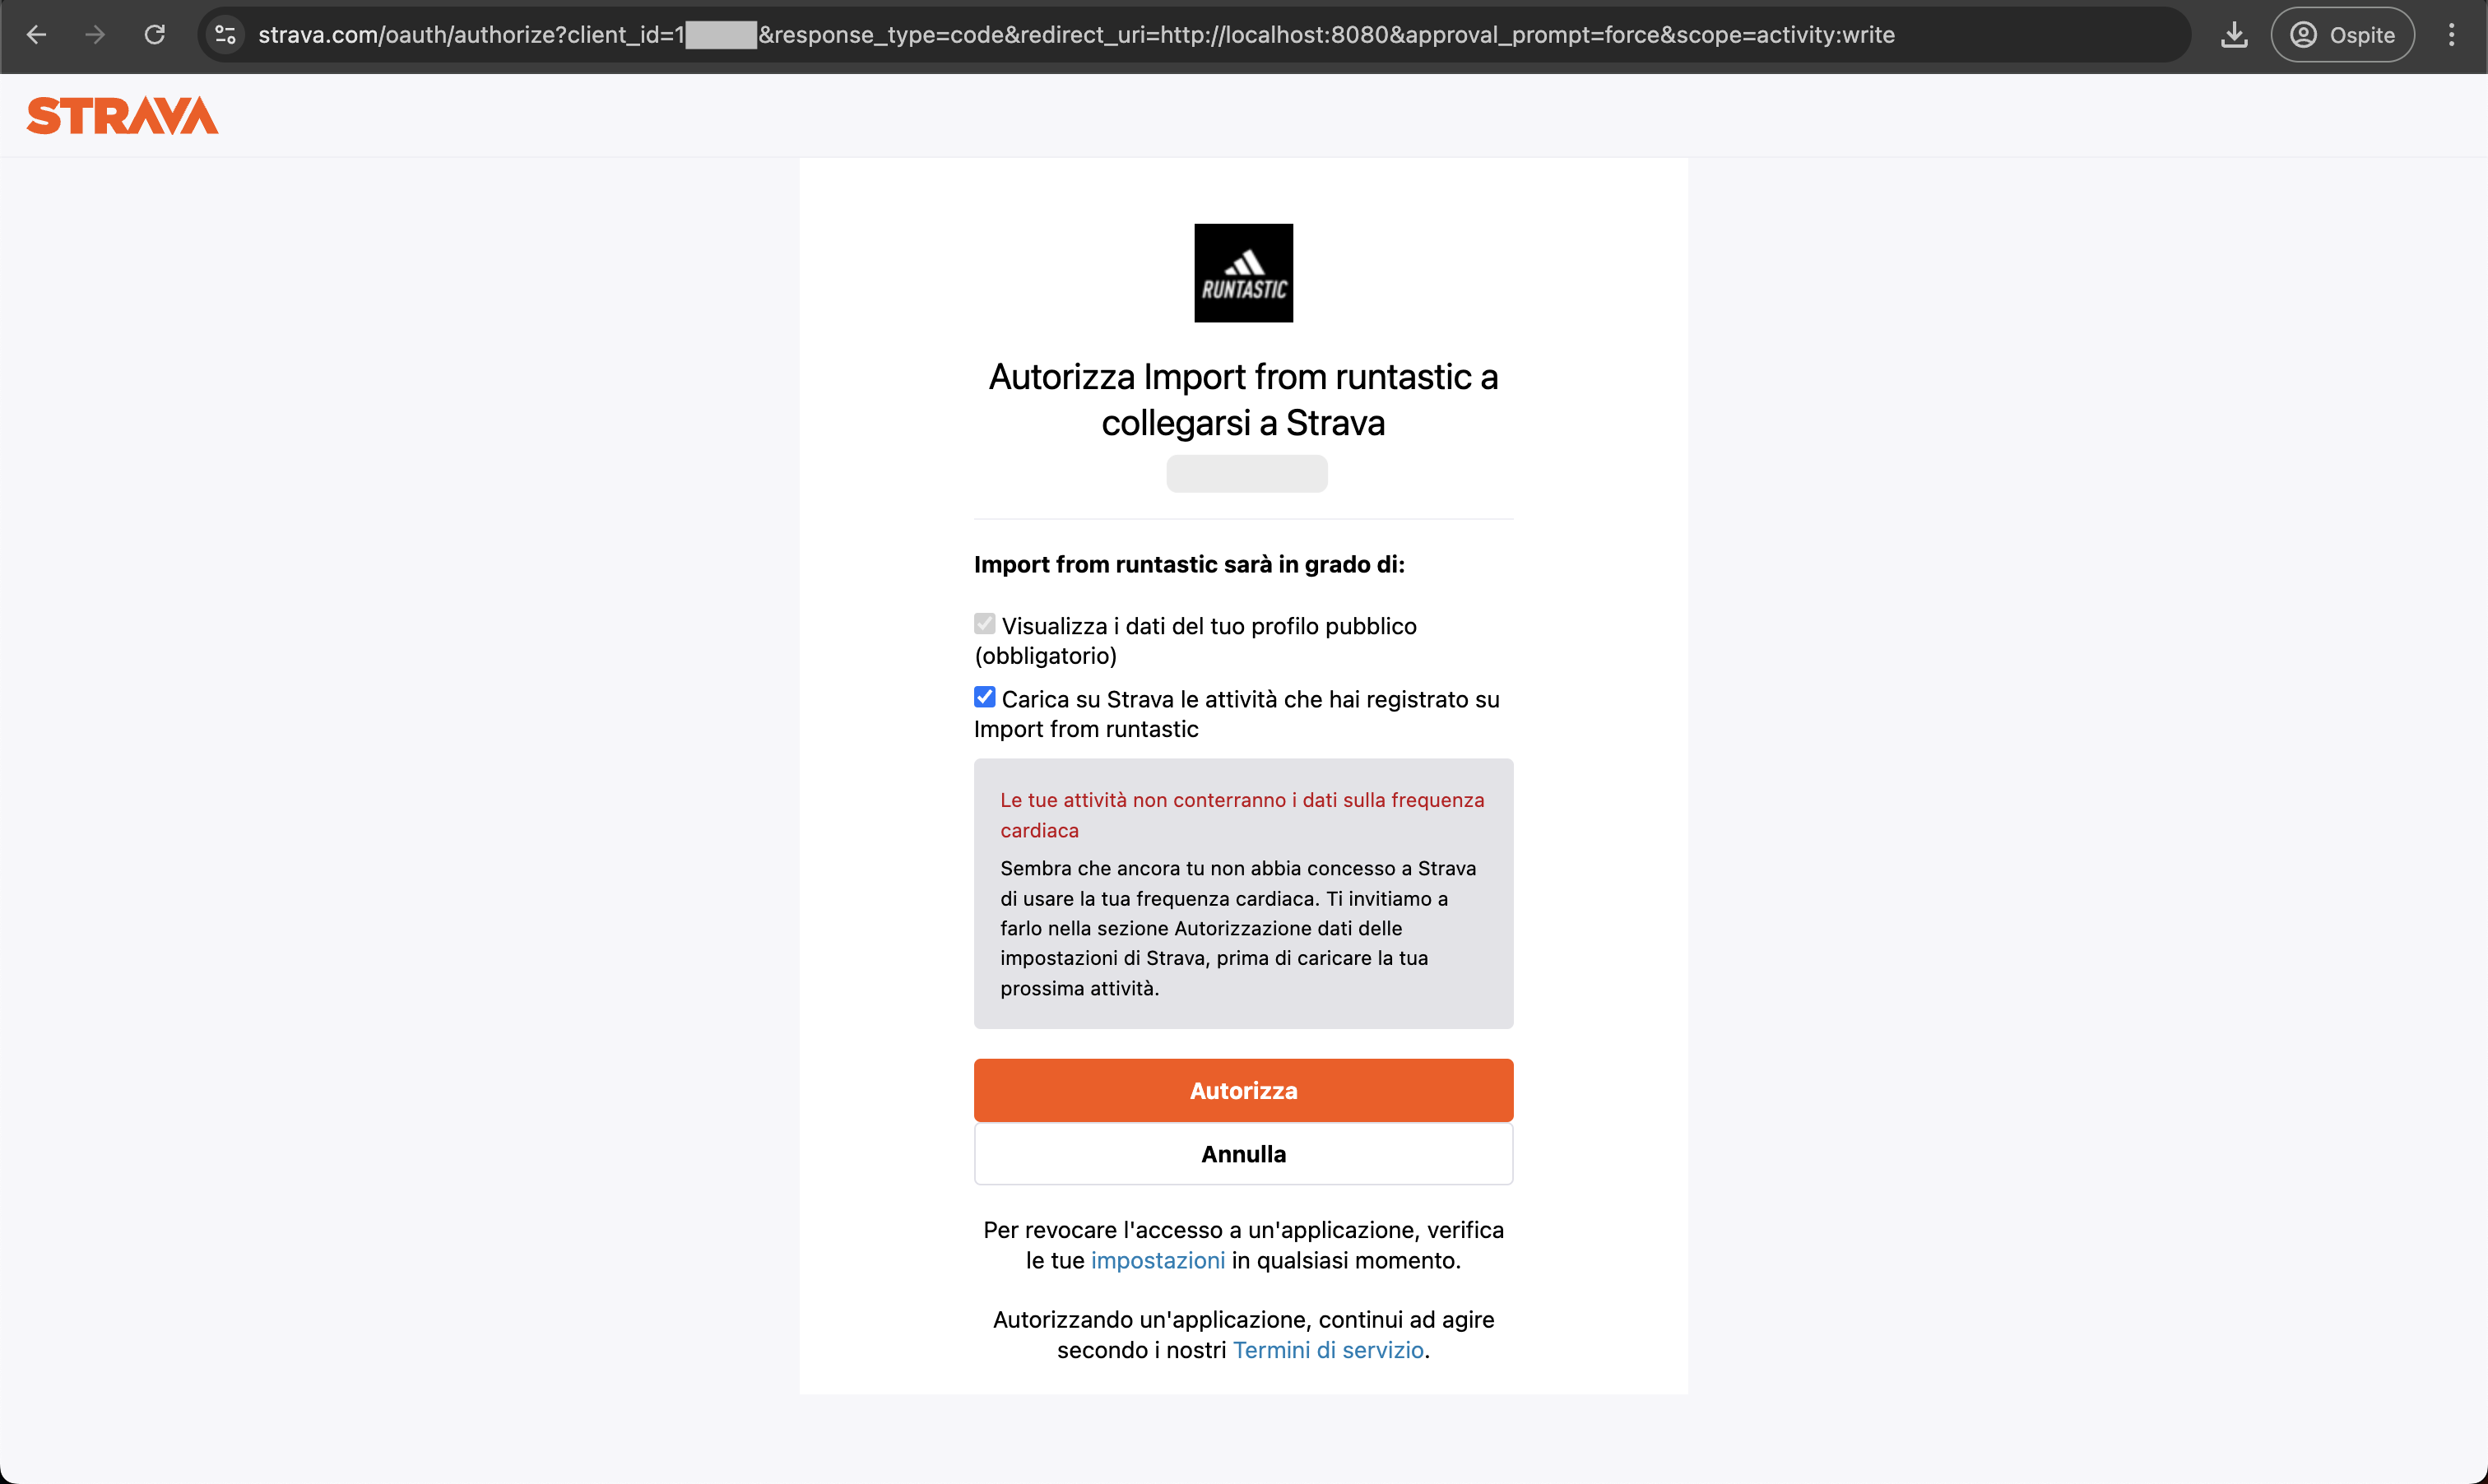 strava.com/oauth/authorize?client_id=1 &response_type=code&redirect_uri=http://localhost:8080&approval_prompt=force&scope=activity:write
Ospite
STRAVA
RUNTASTIC
Autorizza Import from runtastic a
collegarsi a Strava
Import from runtastic sarà in grado di:
Visualizza i dati del tuo profilo pubblico
(obbligatorio)
Carica su Strava le attività che hai registrato su
Import from runtastic
Le tue attività non conterranno i dati sulla frequenza
cardiaca
Sembra che ancora tu non abbia concesso a Strava
di usare la tua frequenza cardiaca. Ti invitiamo a
farlo nella sezione Autorizzazione dati delle
impostazioni di Strava, prima di caricare la tua
prossima attività.
Autorizza
Annulla
Per revocare l'accesso a un'applicazione, verifica
le tue impostazioni in qualsiasi momento.
Autorizzando un'applicazione, continui ad agire
secondo i nostri Termini di servizio.